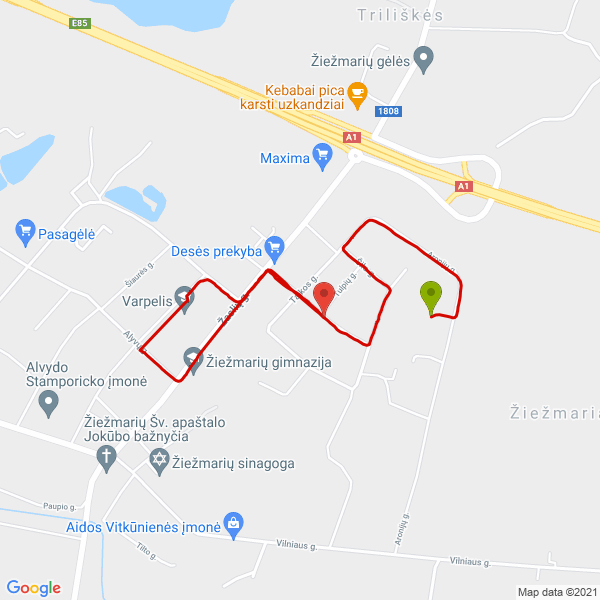 Triliškės
E85
Žiežmarių gėlės
Kebabai pica
karsti uzkandziai
1808
A1
Maxima
A1
Pasagėlė
Desės prekyba
Aronijų g.
Šiaurės g.
Taikos g.
Tulpių g.
Varpelis
Žaslių g.
Alyvų
Žiežmarių gimnazija
Alvydo
Stamporicko įmonė
Žiežmaria
Žiežmarių Šv. apaštalo
Jokūbo bažnyčia
Žiežmarių sinagoga
Paupio g.
Aidos Vitkūnienės įmonė
Aronijų g.
Tilto g.
Vilniaus g.
Vilniaus g.
Google
Map data ©2021